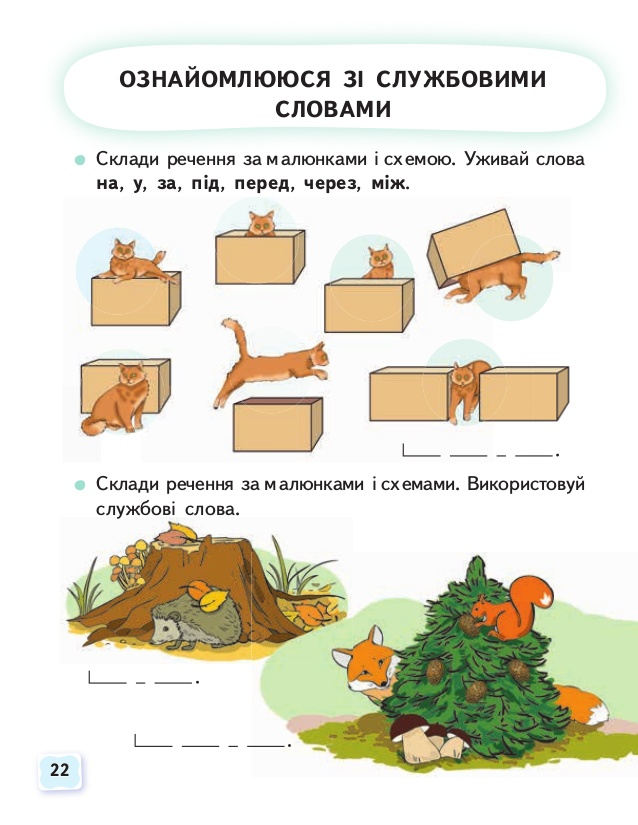 ОЗНАЙОМЛЮЮСЯ ЗІ СЛУЖБОВИМИ
СЛОВАМИ
Склади речення за малюнками і схемою. Уживай слова
на, у, за, під, перед, через, між.
Склади речення за малюнками і схемами. Використовуй
службові слова.
22